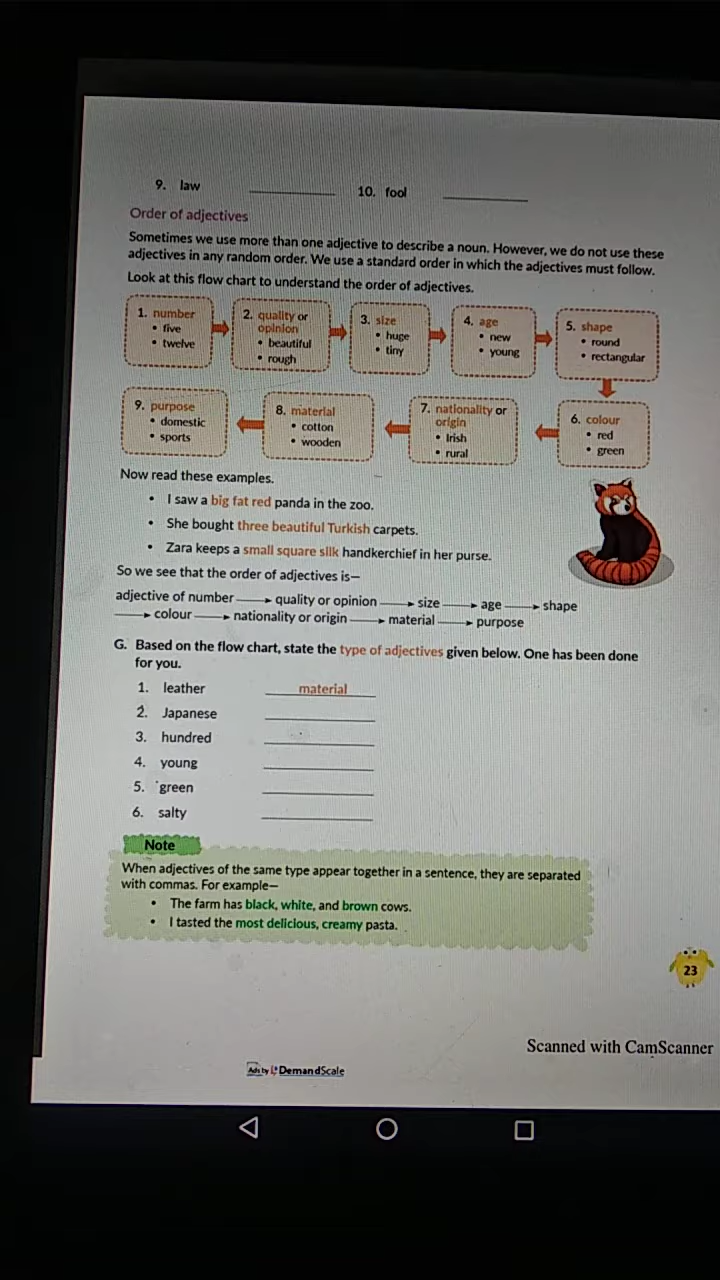 9. law ____________ 10. fool ____________
Order of adjectives
Sometimes we use more than one adjective to describe a noun. However, we do not use these
adjectives in any random order. We use a standard order in which the adjectives must follow.
Look at this flow chart to understand the order of adjectives.
1. number
• five
• twelve
2. quality or
opinion
• beautiful
• rough
3. size
• huge
• tiny
4. age
• new
• young
5. shape
• round
• rectangular
6. colour
• red
• green
7. nationality or
origin
• Irish
• rural
8. material
• cotton
• wooden
9. purpose
• domestic
• sports
Now read these examples.
• I saw a big fat red panda in the zoo.
• She bought three beautiful Turkish carpets.
• Zara keeps a small square silk handkerchief in her purse.
So we see that the order of adjectives is—
adjective of number → quality or opinion → size → age → shape
→ colour → nationality or origin → material → purpose
G. Based on the flow chart, state the type of adjectives given below. One has been done
for you.
1. leather material
2. Japanese ____________
3. hundred ____________
4. young ____________
5. green ____________
6. salty ____________
Note
When adjectives of the same type appear together in a sentence, they are separated
with commas. For example—
• The farm has black, white, and brown cows.
• I tasted the most delicious, creamy pasta.
23
Scanned with CamScanner
Ads by DemandScale